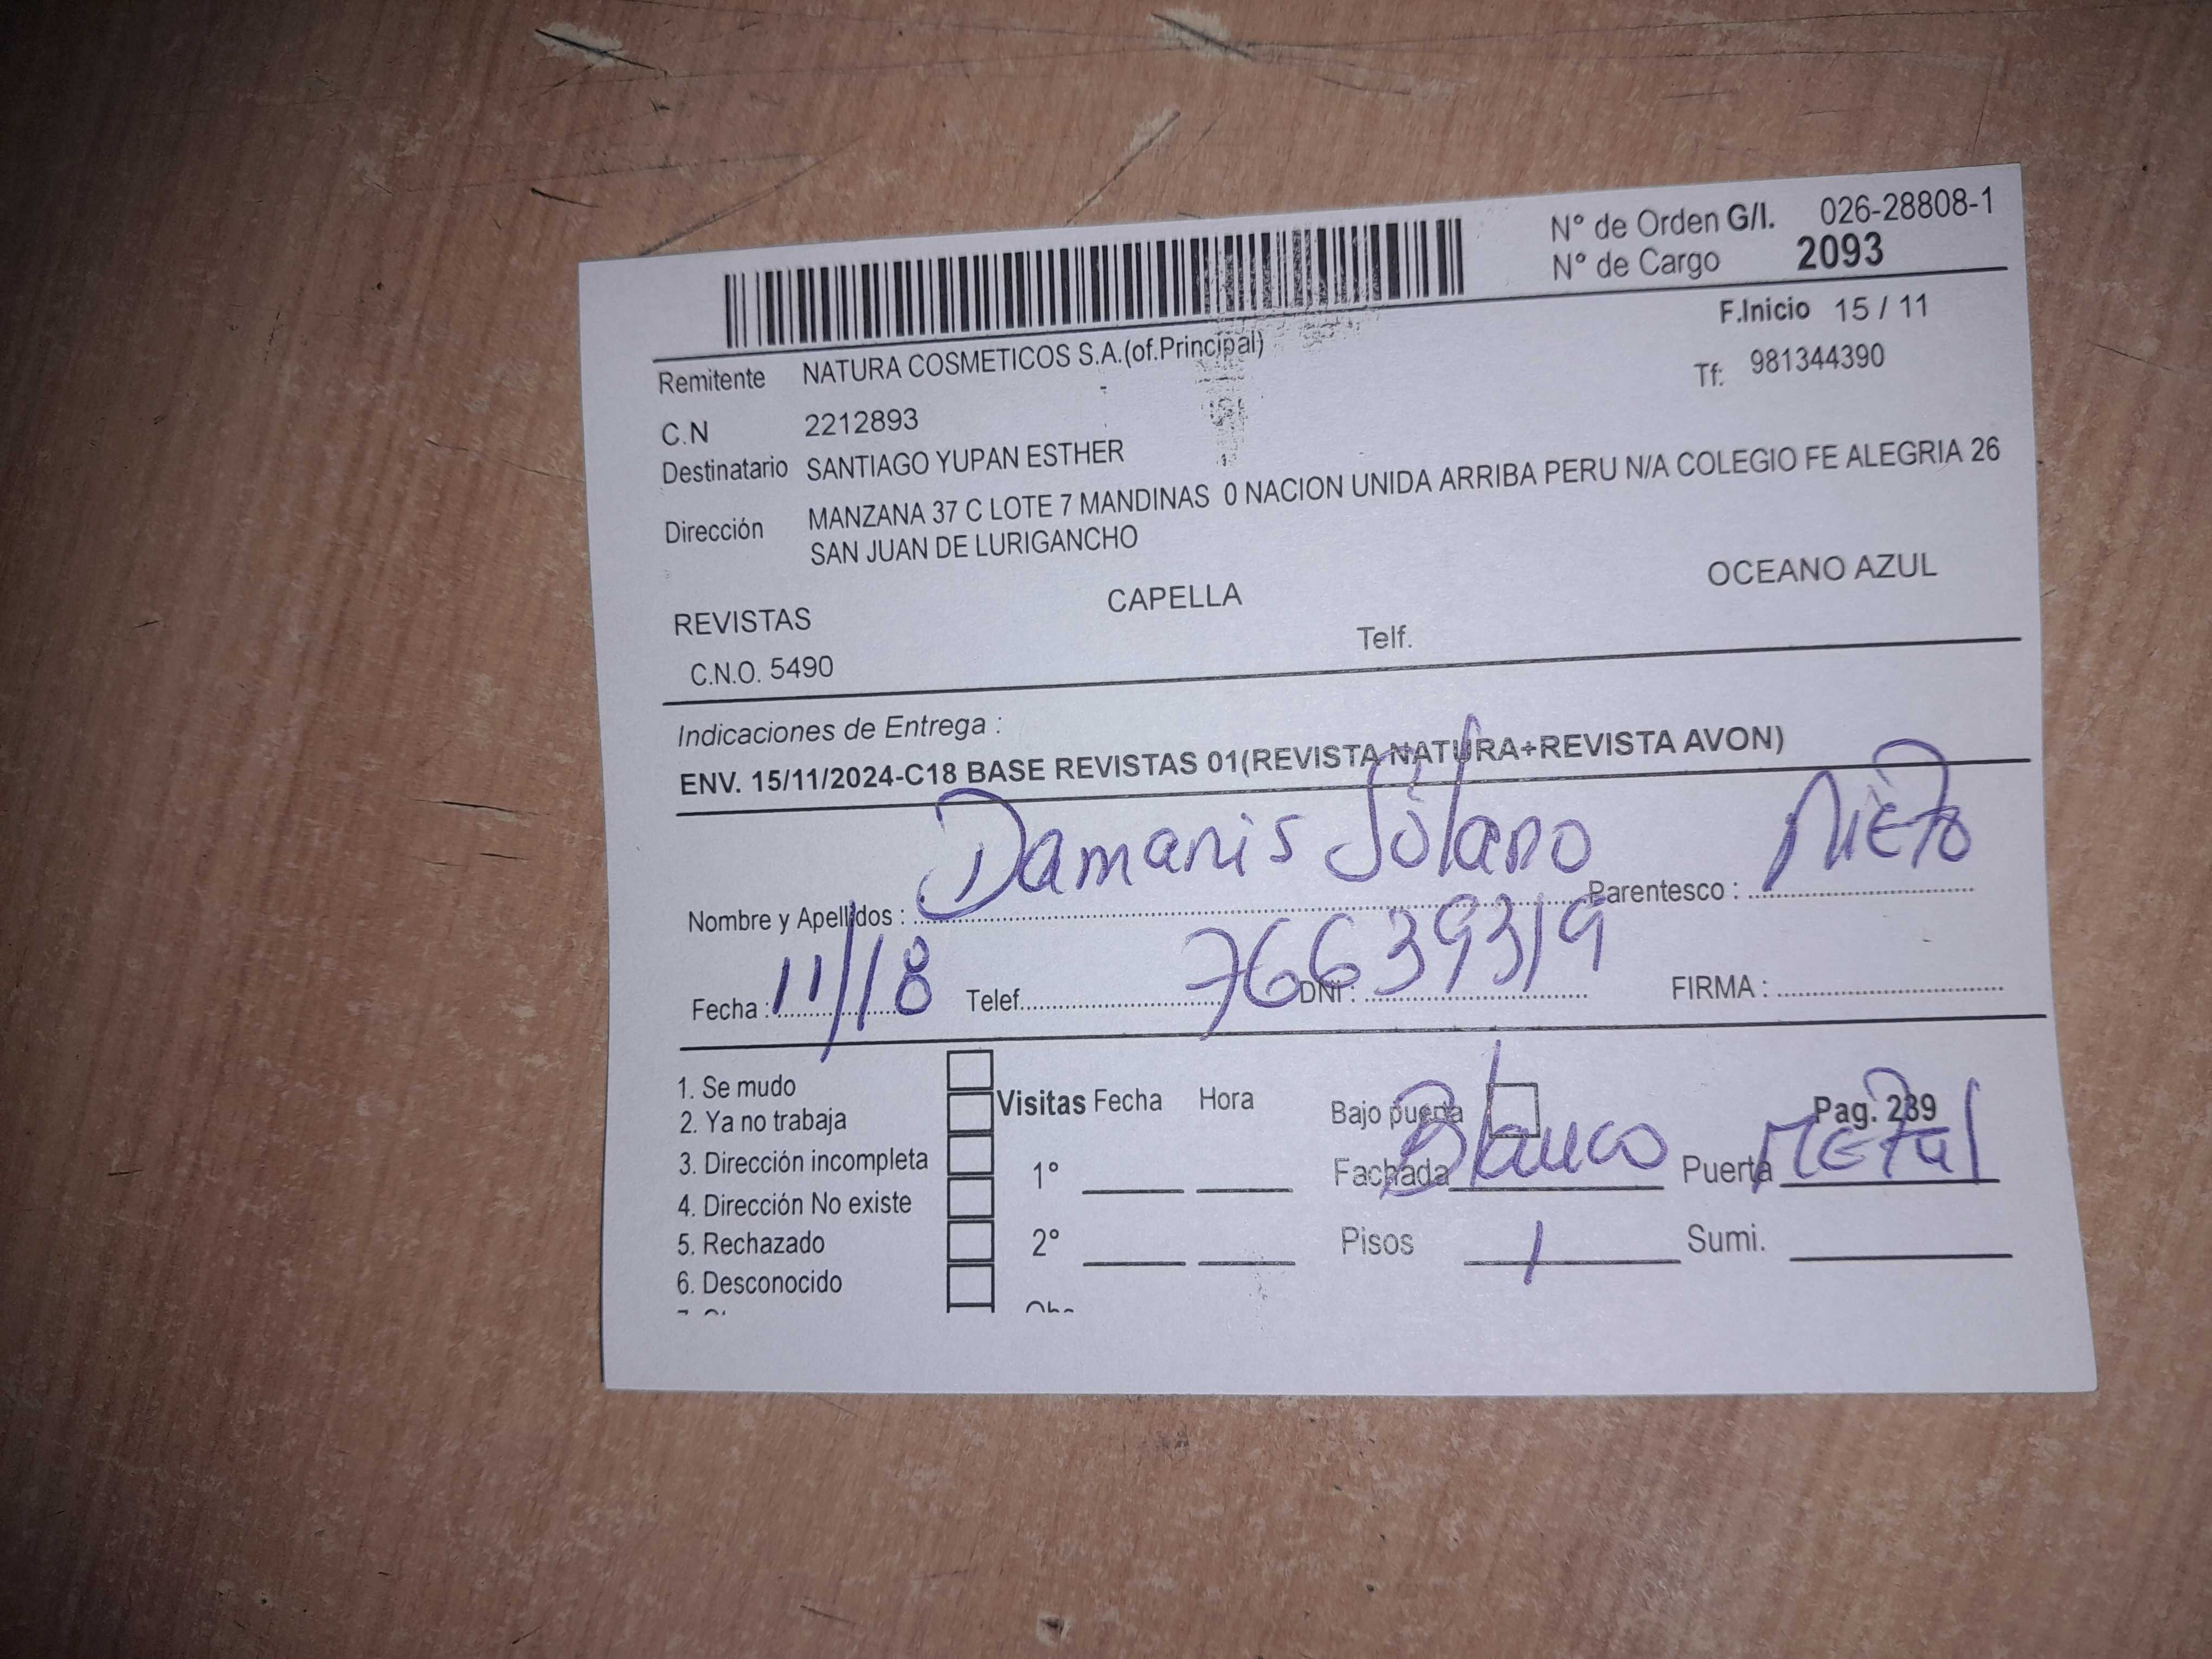 N° de Orden G/I. 026-28808-1
N° de Cargo 2093
F.Inicio 15 / 11
Remitente NATURA COSMETICOS S.A.(of.Principal)
Tf: 981344390
C.N 2212893
Destinatario SANTIAGO YUPAN ESTHER
Dirección MANZANA 37 C LOTE 7 MANDINAS 0 NACION UNIDA ARRIBA PERU N/A COLEGIO FE ALEGRIA 26
SAN JUAN DE LURIGANCHO
REVISTAS CAPELLA OCEANO AZUL
C.N.O. 5490 Telf.
Indicaciones de Entrega :
ENV. 15/11/2024-C18 BASE REVISTAS 01(REVISTA NATURA+REVISTA AVON)
Nombre y Apellidos : Damanis Solano Parentesco : Nieto
Fecha : 11/18 Telef. DNI : 76639319 FIRMA :
1. Se mudo
2. Ya no trabaja Visitas Fecha Hora Bajo puerta Pag. 239
3. Dirección incompleta 1° Fachada Blanco Puerta Metal
4. Dirección No existe
5. Rechazado 2° Pisos 1 Sumi.
6. Desconocido